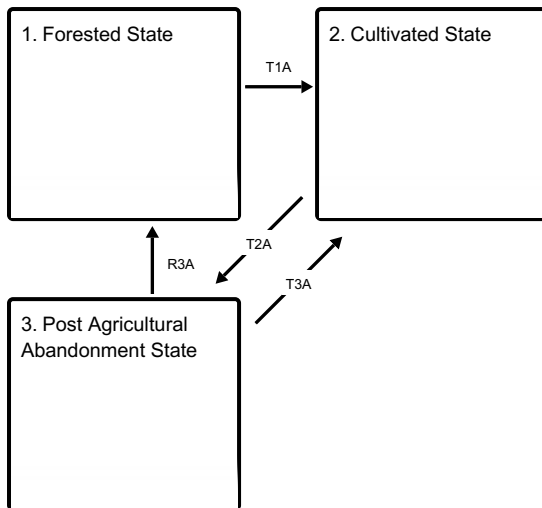 1. Forested State
2. Cultivated State
T1A
T2A
R3A
T3A
3. Post Agricultural
Abandonment State